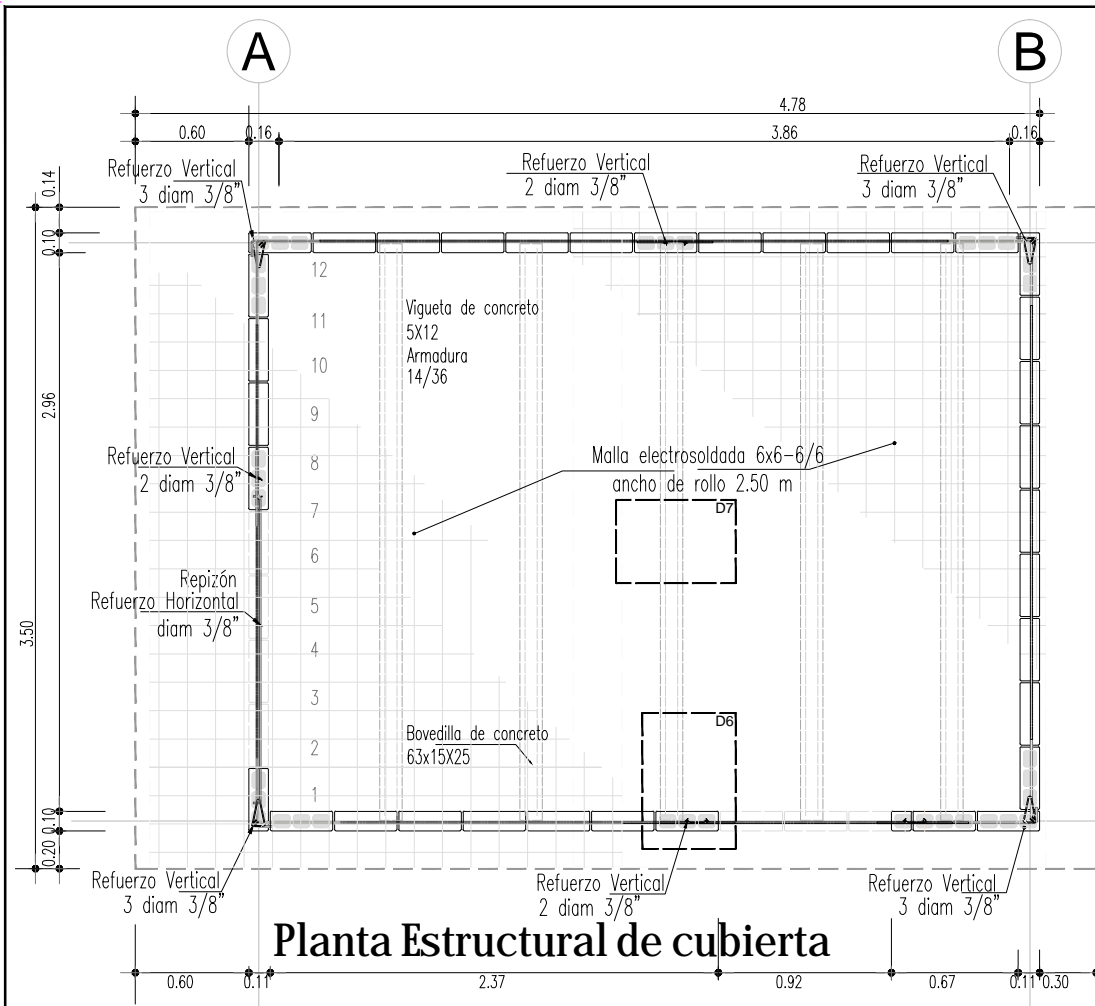 A
B
4.78
0.60
0.16
3.86
0.16
Refuerzo Vertical
3 diam 3/8"
Refuerzo Vertical
2 diam 3/8"
Refuerzo Vertical
3 diam 3/8"
0.14
0.10
12
11
10
9
8
7
6
5
4
3
2
1
Vigueta de concreto
5X12
Armadura
14/36
2.96
Refuerzo Vertical
2 diam 3/8"
Malla electrosoldada 6x6-6/6
ancho de rollo 2.50 m
D7
Repizón
Refuerzo Horizontal
diam 3/8"
3.50
D6
Bovedilla de concreto
63x15X25
0.10
0.20
Refuerzo Vertical
3 diam 3/8"
Refuerzo Vertical
2 diam 3/8"
Refuerzo Vertical
3 diam 3/8"
Planta Estructural de cubierta
0.60
0.11
2.37
0.92
0.67
0.11
0.30